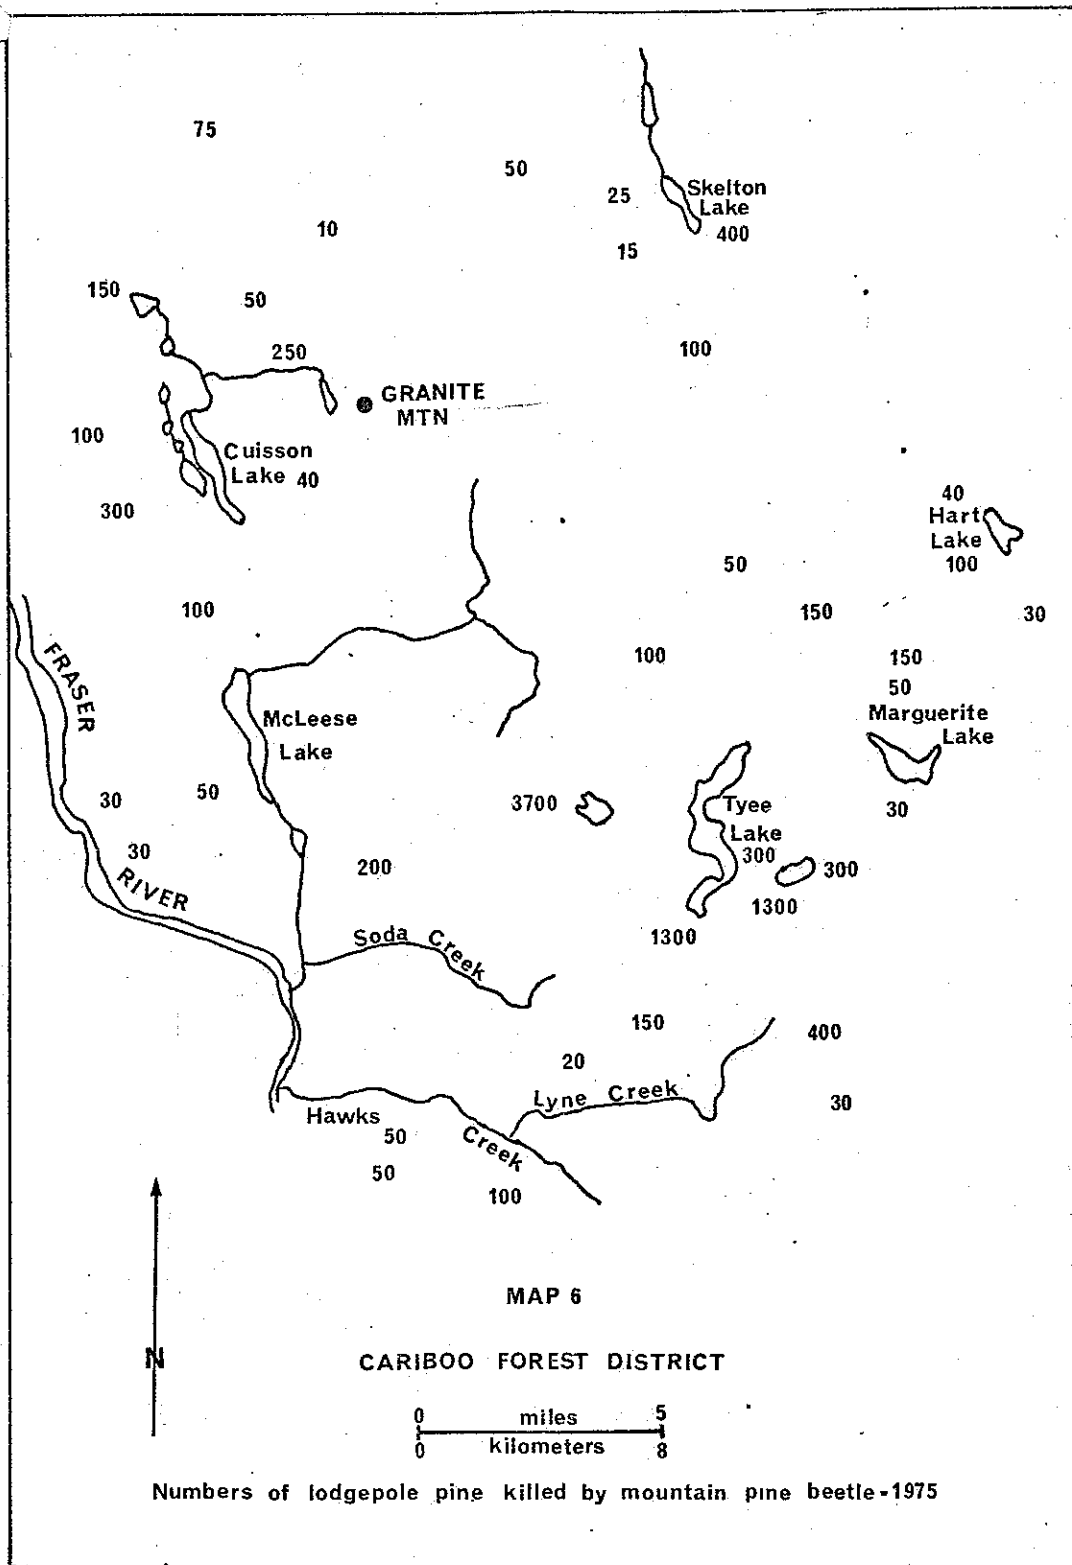 75
50
25
Skelton
Lake
400
10
15
150
50
250
100
GRANITE
MTN
100
Cuisson
Lake 40
300
40
Hart
Lake
100
50
100
150
30
FRASER
100
150
50
Marguerite
Lake
McLeese
Lake
30
50
3700
Tyee
Lake
300
300
30
30
RIVER
200
1300
1300
Soda Creek
150
400
20
Lyne Creek
30
Hawks
Creek
50
50
100
N
MAP 6
CARIBOO FOREST DISTRICT
0 miles 5
0 kilometers 8
Numbers of lodgepole pine killed by mountain pine beetle-1975